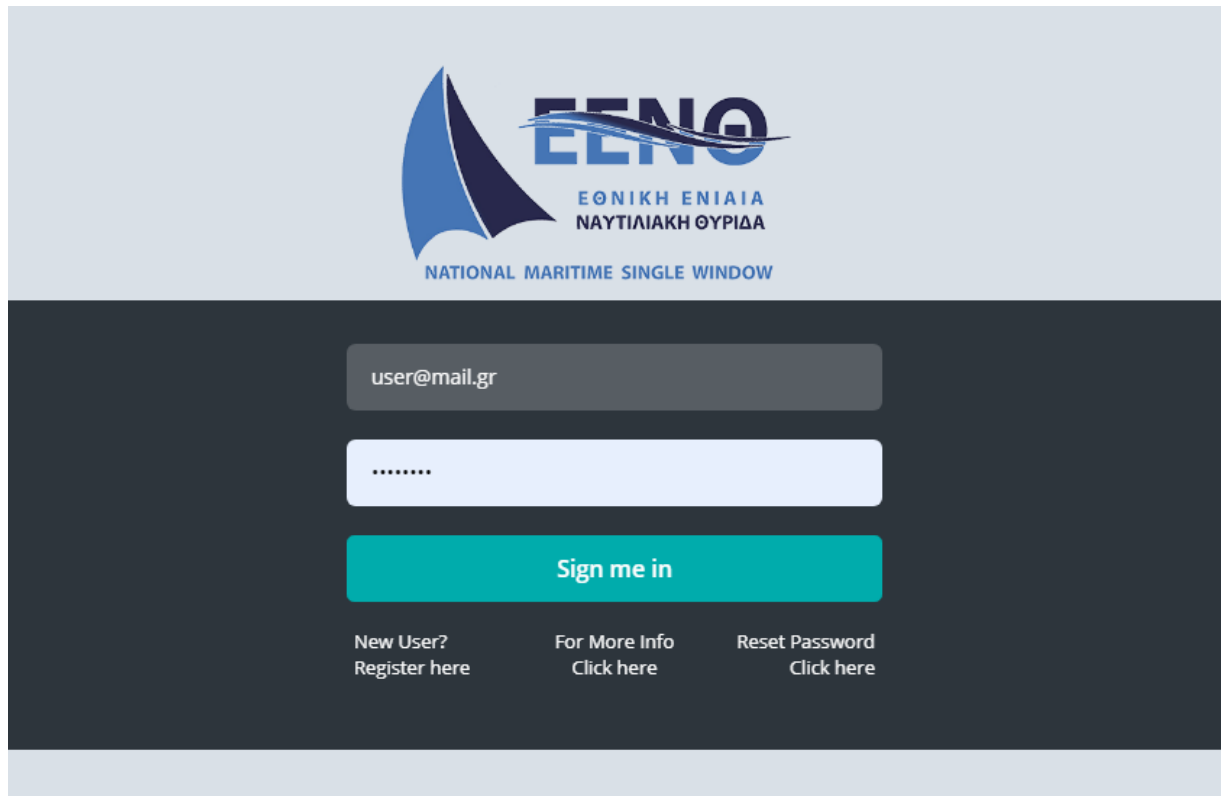 ΕΕΝΘ
ΕΘΝΙΚΗ ΕΝΙΑΙΑ
ΝΑΥΤΙΛΙΑΚΗ ΘΥΡΙΔΑ
NATIONAL MARITIME SINGLE WINDOW
user@mail.gr
••••••••
Sign me in
New User?
Register here
For More Info
Click here
Reset Password
Click here